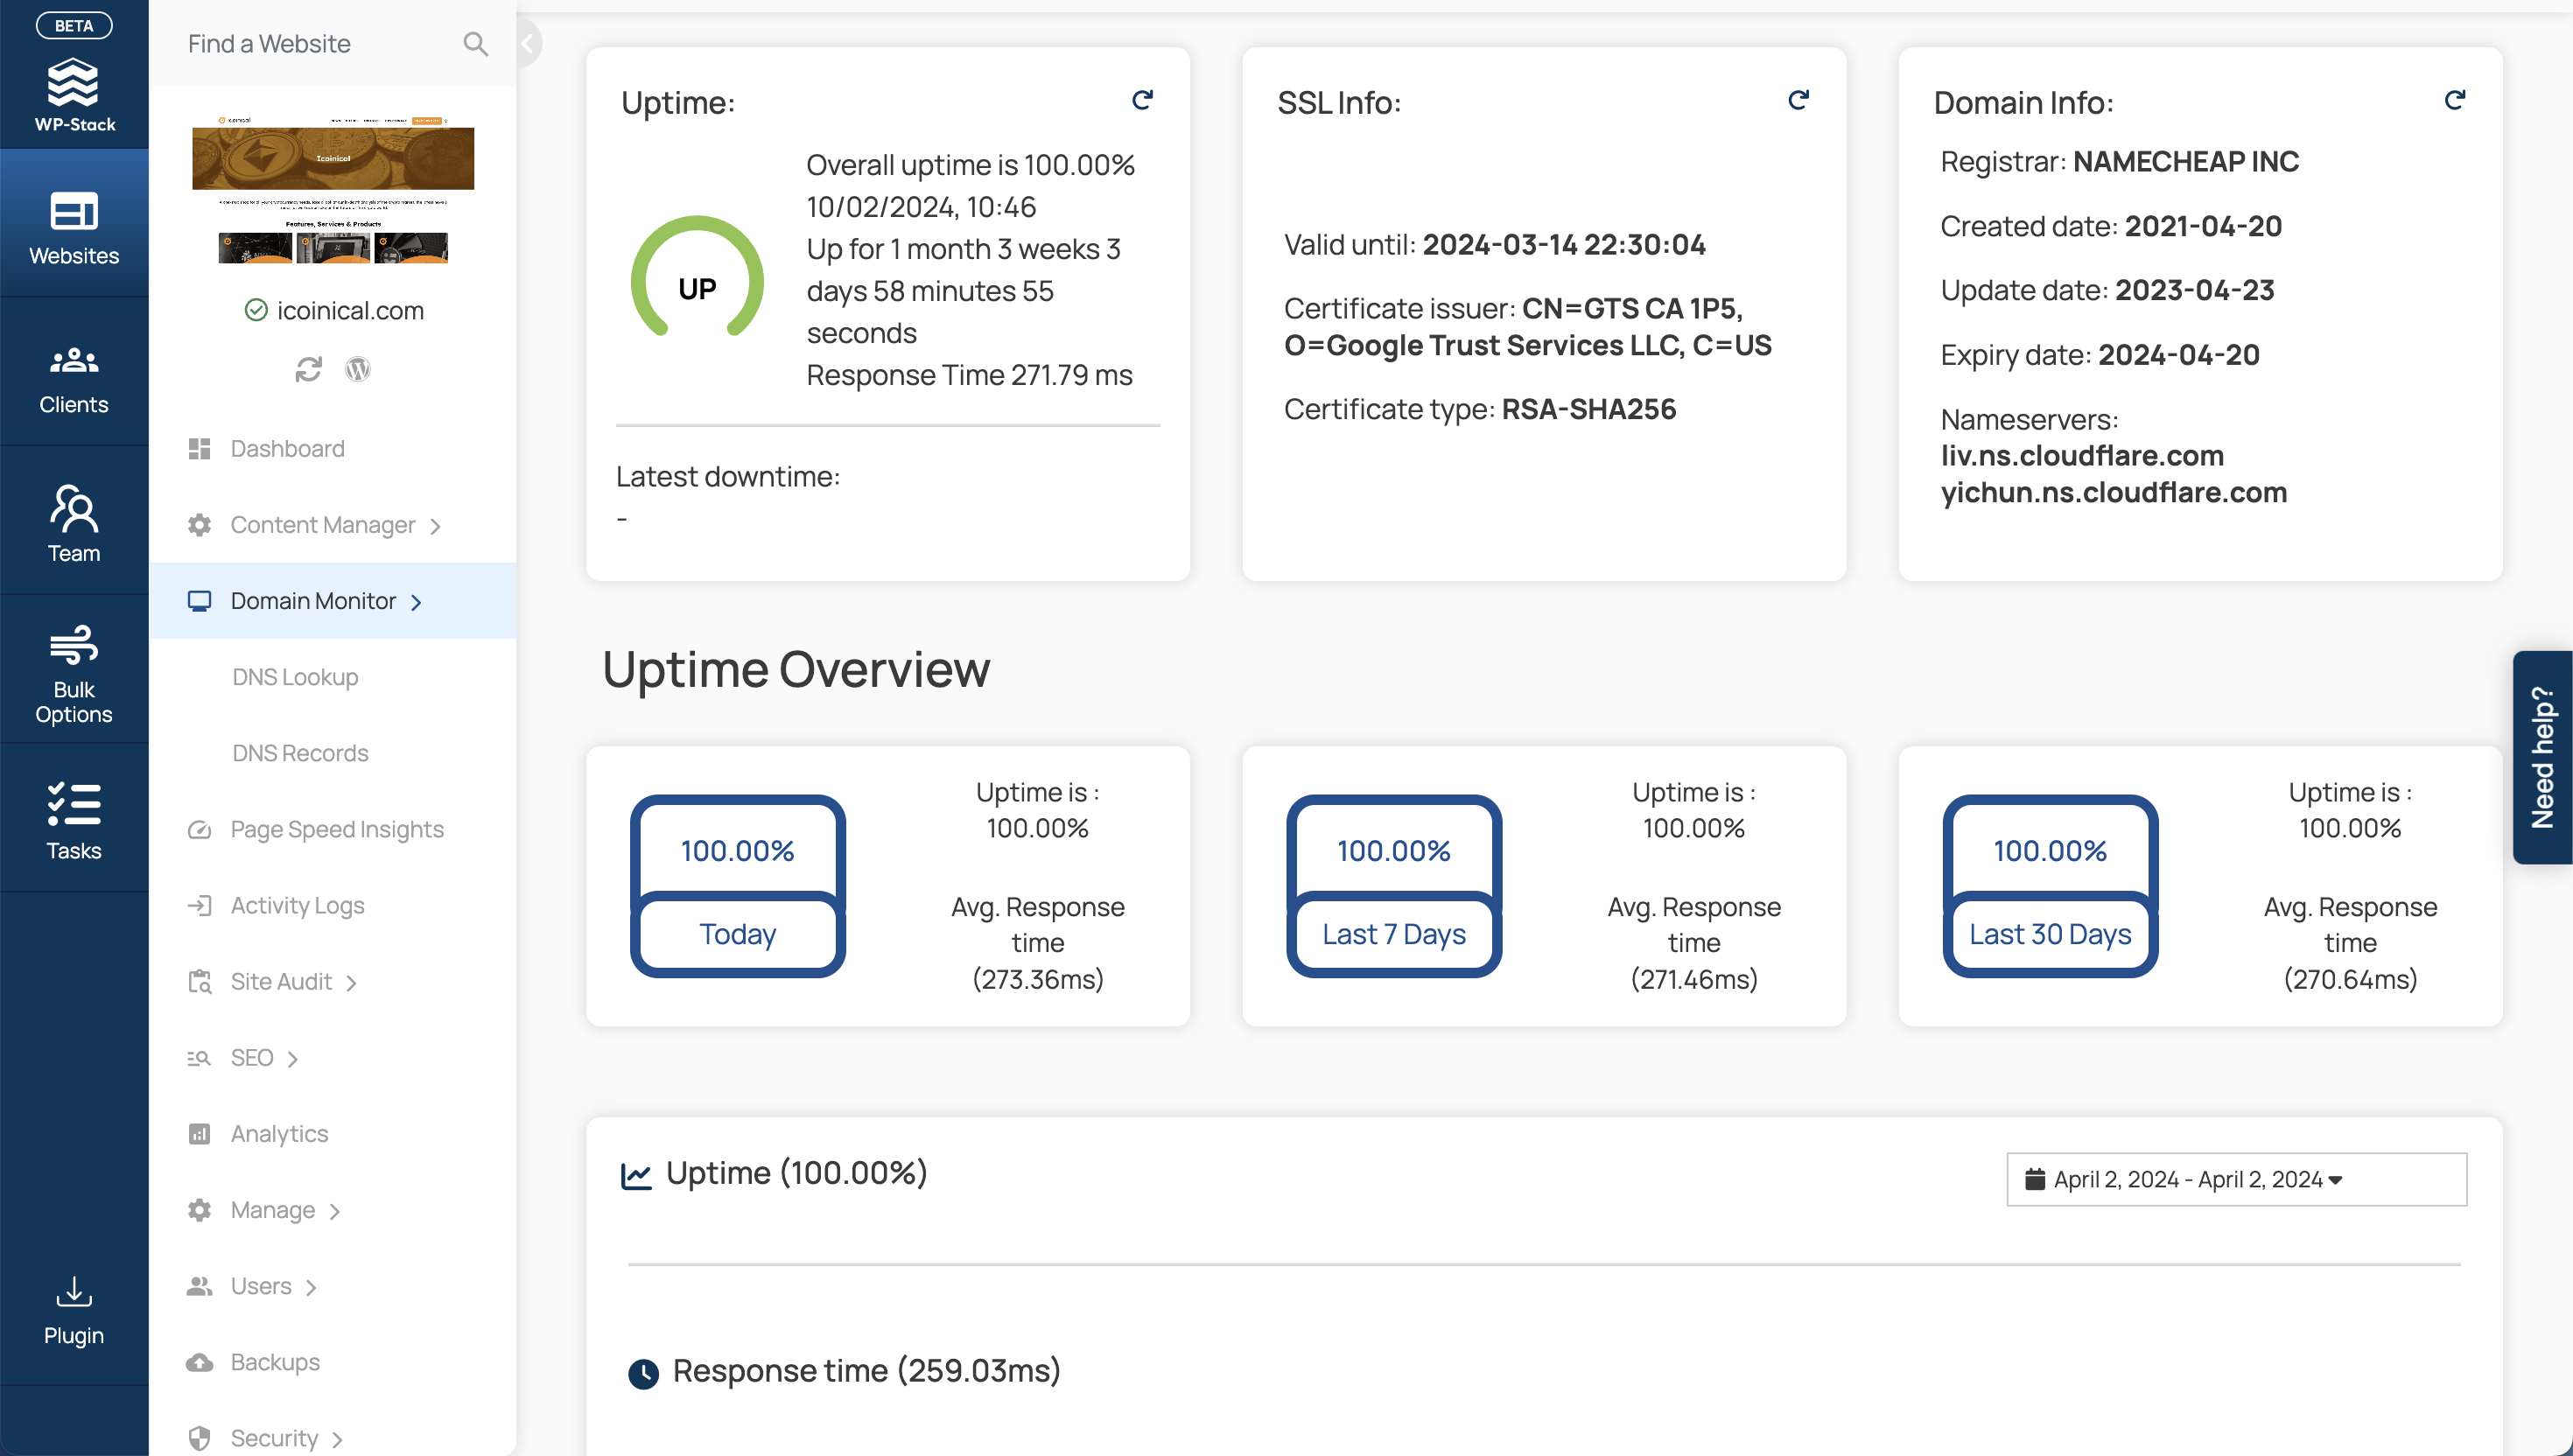 BETA
WP-Stack
Websites
Clients
Team
Bulk
Options
Tasks
Plugin
Find a Website
icoinical
Icoinical
Features, Services & Products
icoinical.com
Dashboard
Content Manager
Domain Monitor
DNS Lookup
DNS Records
Page Speed Insights
Activity Logs
Site Audit
SEO
Analytics
Manage
Users
Backups
Security
Uptime:
UP
Overall uptime is 100.00%
10/02/2024, 10:46
Up for 1 month 3 weeks 3
days 58 minutes 55
seconds
Response Time 271.79 ms
Latest downtime:
-
SSL Info:
Valid until: 2024-03-14 22:30:04
Certificate issuer: CN=GTS CA 1P5,
O=Google Trust Services LLC, C=US
Certificate type: RSA-SHA256
Domain Info:
Registrar: NAMECHEAP INC
Created date: 2021-04-20
Update date: 2023-04-23
Expiry date: 2024-04-20
Nameservers:
liv.ns.cloudflare.com
yichun.ns.cloudflare.com
Uptime Overview
100.00%
Today
Uptime is :
100.00%
Avg. Response
time
(273.36ms)
100.00%
Last 7 Days
Uptime is :
100.00%
Avg. Response
time
(271.46ms)
100.00%
Last 30 Days
Uptime is :
100.00%
Avg. Response
time
(270.64ms)
Need help?
Uptime (100.00%)
April 2, 2024 - April 2, 2024
Response time (259.03ms)